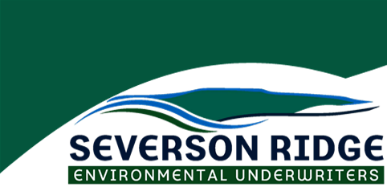 SEVERSON RIDGE
ENVIRONMENTAL UNDERWRITERS